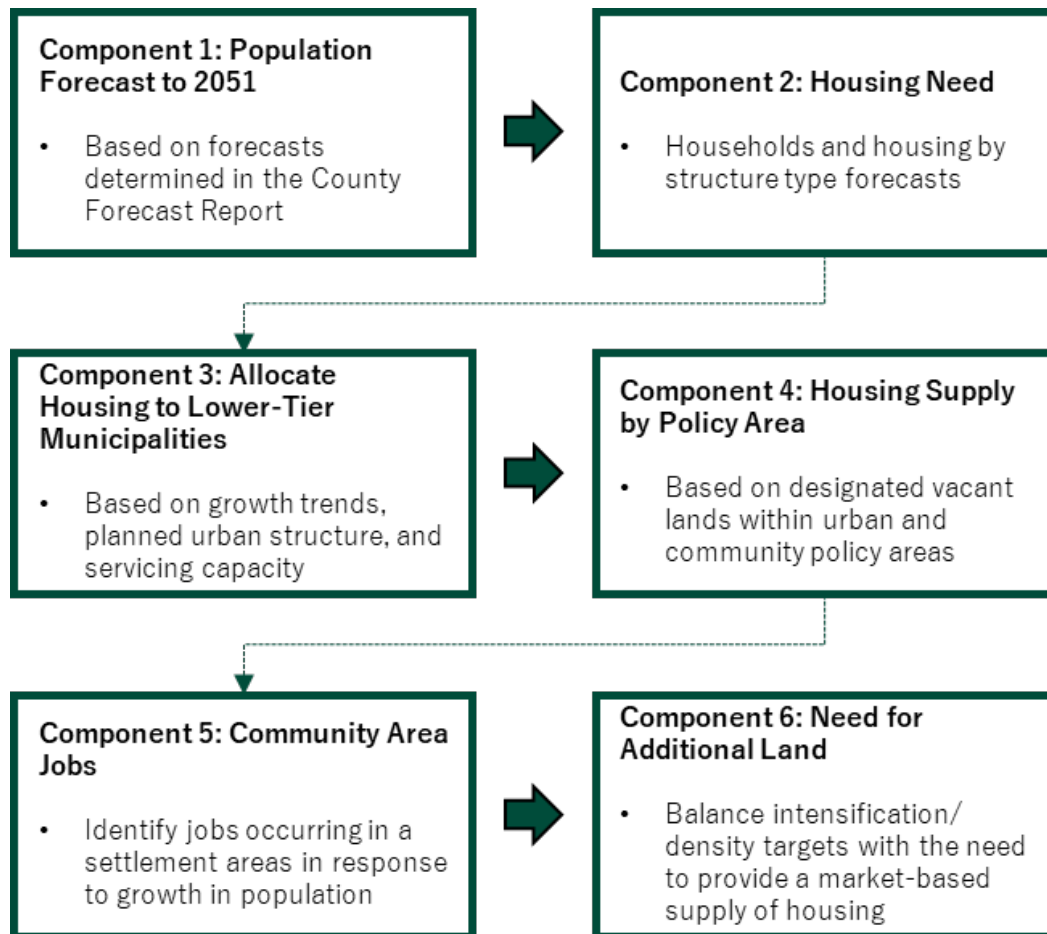 Component 1: Population
Forecast to 2051
• Based on forecasts
determined in the County
Forecast Report
Component 2: Housing Need
• Households and housing by
structure type forecasts
Component 3: Allocate
Housing to Lower-Tier
Municipalities
• Based on growth trends,
planned urban structure, and
servicing capacity
Component 4: Housing Supply
by Policy Area
• Based on designated vacant
lands within urban and
community policy areas
Component 5: Community Area
Jobs
• Identify jobs occurring in a
settlement areas in response
to growth in population
Component 6: Need for
Additional Land
• Balance intensification/
density targets with the need
to provide a market-based
supply of housing